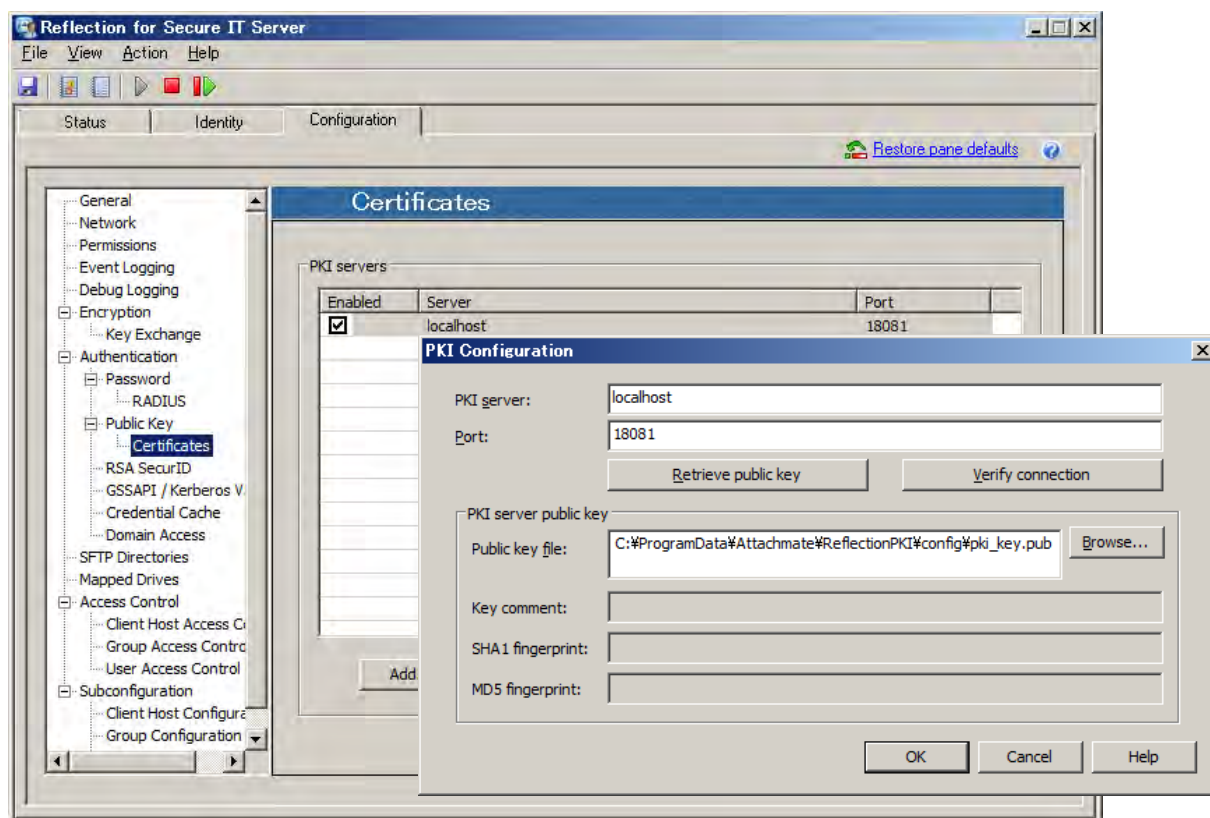 Reflection for Secure IT Server
File View Action Help
Status Identity Configuration
Restore pane defaults
General
Network
Permissions
Event Logging
Debug Logging
Encryption
Key Exchange
Authentication
Password
RADIUS
Public Key
Certificates
RSA SecurID
GSSAPI / Kerberos V
Credential Cache
Domain Access
SFTP Directories
Mapped Drives
Access Control
Client Host Access C
Group Access Contro
User Access Control
Subconfiguration
Client Host Configura
Group Configuration
Certificates
PKI servers
Enabled Server Port
localhost 18081
Add
PKI Configuration
PKI server: localhost
Port: 18081
Retrieve public key Verify connection
PKI server public key
Public key file: C:¥ProgramData¥Attachmate¥ReflectionPKI¥config¥pki_key.pub Browse...
Key comment:
SHA1 fingerprint:
MD5 fingerprint:
OK Cancel Help